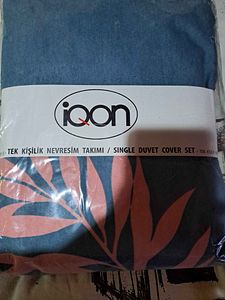 iQon
TEK KİŞİLİK NEVRESİM TAKIMI / SINGLE DUVET COVER SET